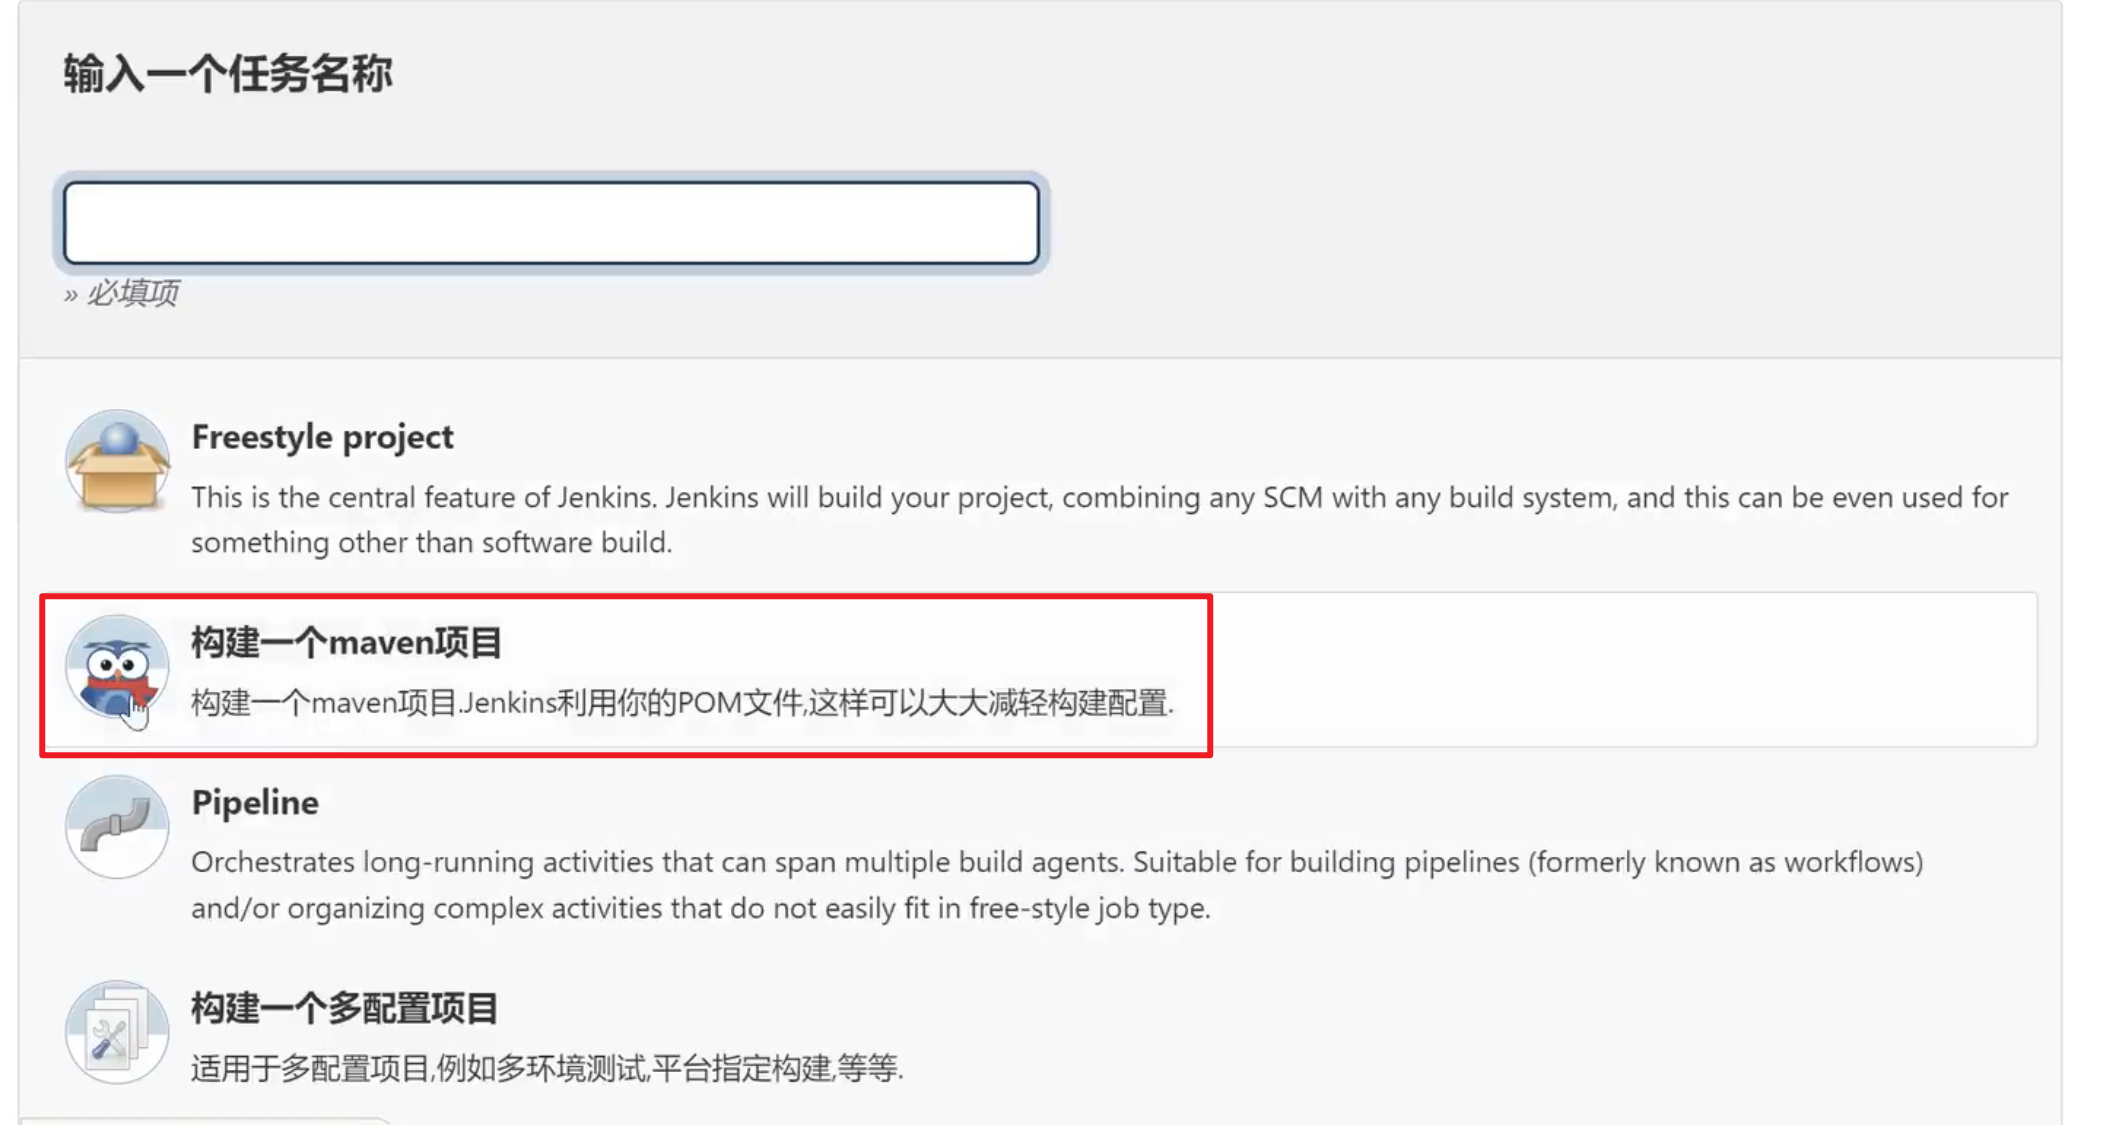 输入一个任务名称
» 必填项
Freestyle project
This is the central feature of Jenkins. Jenkins will build your project, combining any SCM with any build system, and this can be even used for
something other than software build.
构建一个maven项目
构建一个maven项目.Jenkins利用你的POM文件,这样可以大大减轻构建配置.
Pipeline
Orchestrates long-running activities that can span multiple build agents. Suitable for building pipelines (formerly known as workflows)
and/or organizing complex activities that do not easily fit in free-style job type.
构建一个多配置项目
适用于多配置项目,例如多环境测试,平台指定构建,等等.